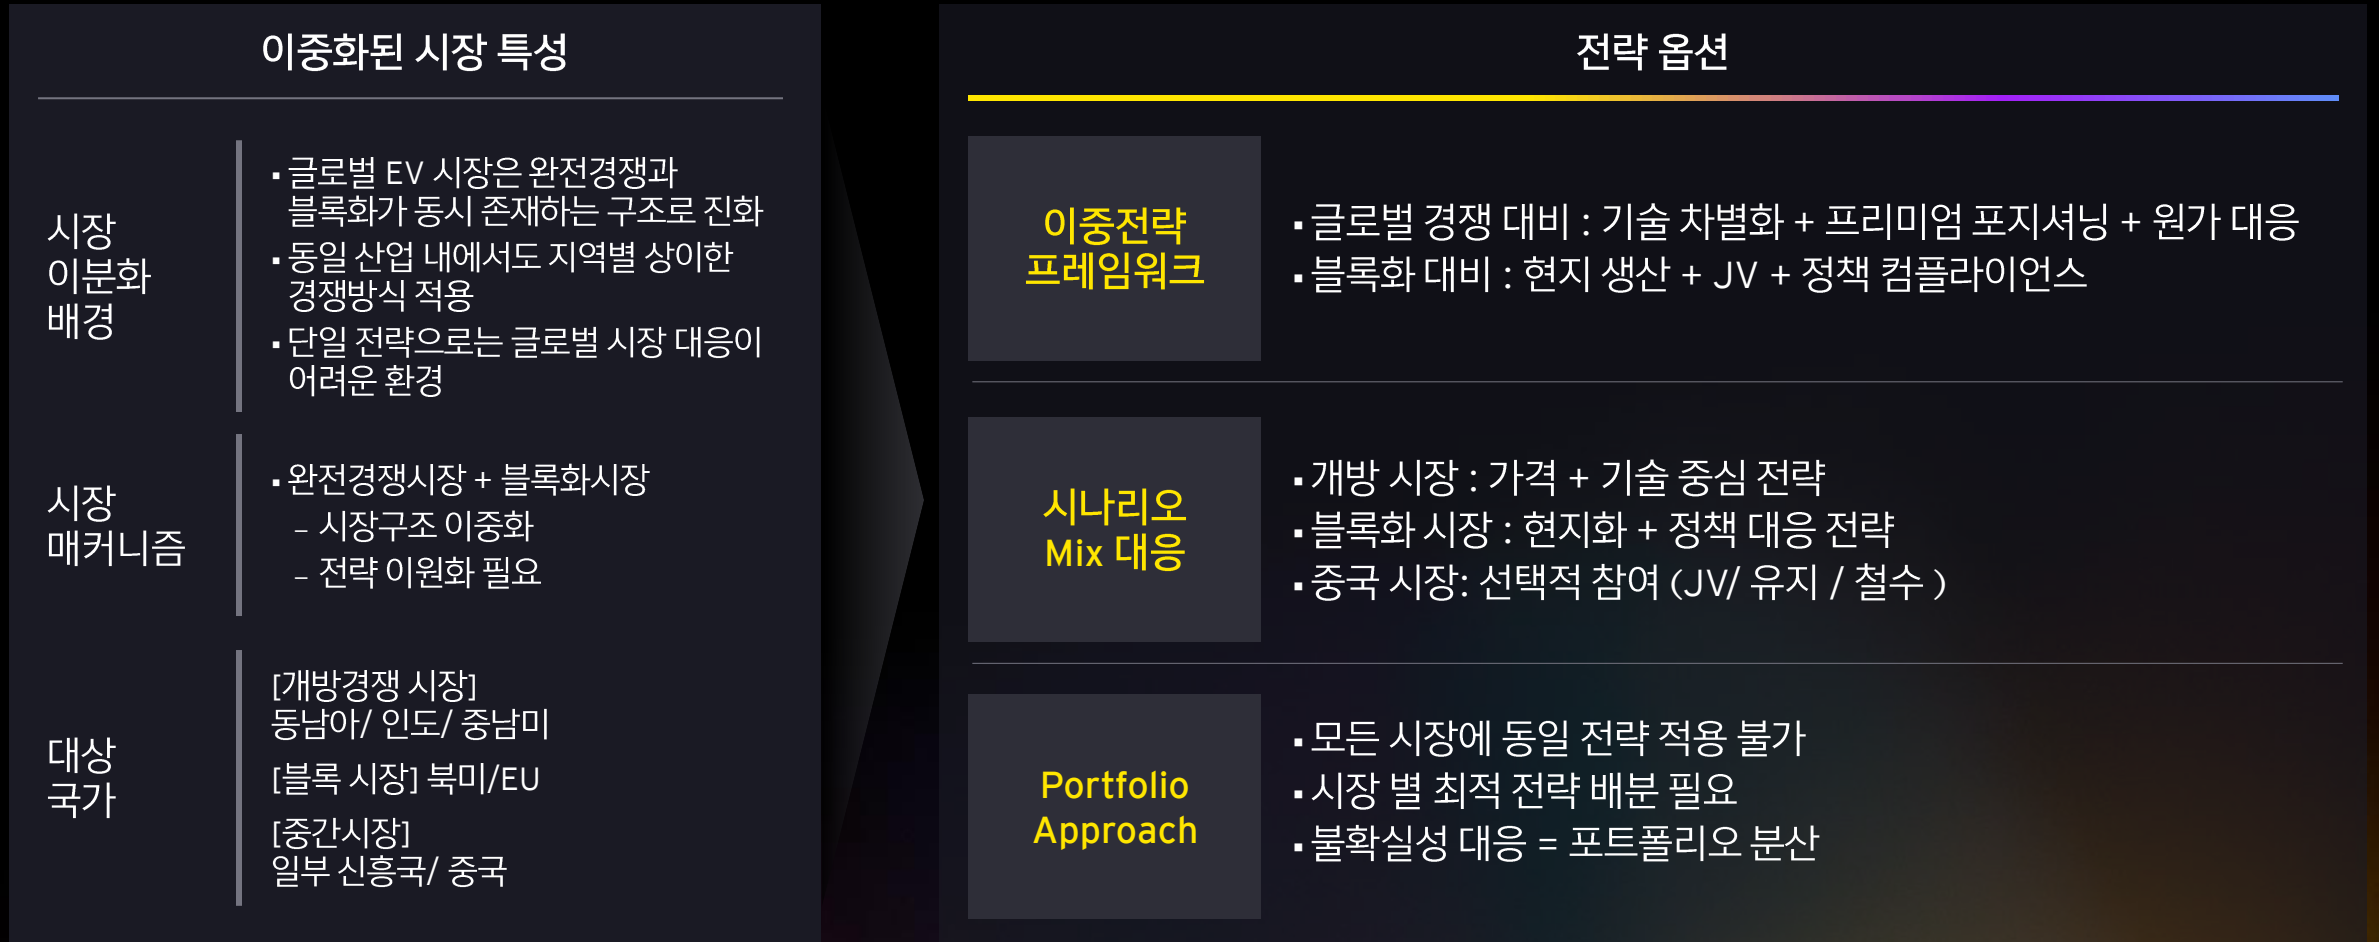 이중화된 시장 특성
시장
이분화
배경
▪ 글로벌 EV 시장은 완전경쟁과
블록화가 동시 존재하는 구조로 진화
▪ 동일 산업 내에서도 지역별 상이한
경쟁방식 적용
▪ 단일 전략으로는 글로벌 시장 대응이
어려운 환경
시장
매커니즘
▪ 완전경쟁시장 + 블록화시장
– 시장구조 이중화
– 전략 이원화 필요
대상
국가
[개방경쟁 시장]
동남아/ 인도/ 중남미
[블록 시장] 북미/EU
[중간시장]
일부 신흥국/ 중국
전략 옵션
이중전략
프레임워크
▪ 글로벌 경쟁 대비 : 기술 차별화 + 프리미엄 포지셔닝 + 원가 대응
▪ 블록화 대비 : 현지 생산 + JV + 정책 컴플라이언스
시나리오
Mix 대응
▪ 개방 시장 : 가격 + 기술 중심 전략
▪ 블록화 시장 : 현지화 + 정책 대응 전략
▪ 중국 시장: 선택적 참여 (JV/ 유지 / 철수 )
Portfolio
Approach
▪ 모든 시장에 동일 전략 적용 불가
▪ 시장 별 최적 전략 배분 필요
▪ 불확실성 대응 = 포트폴리오 분산